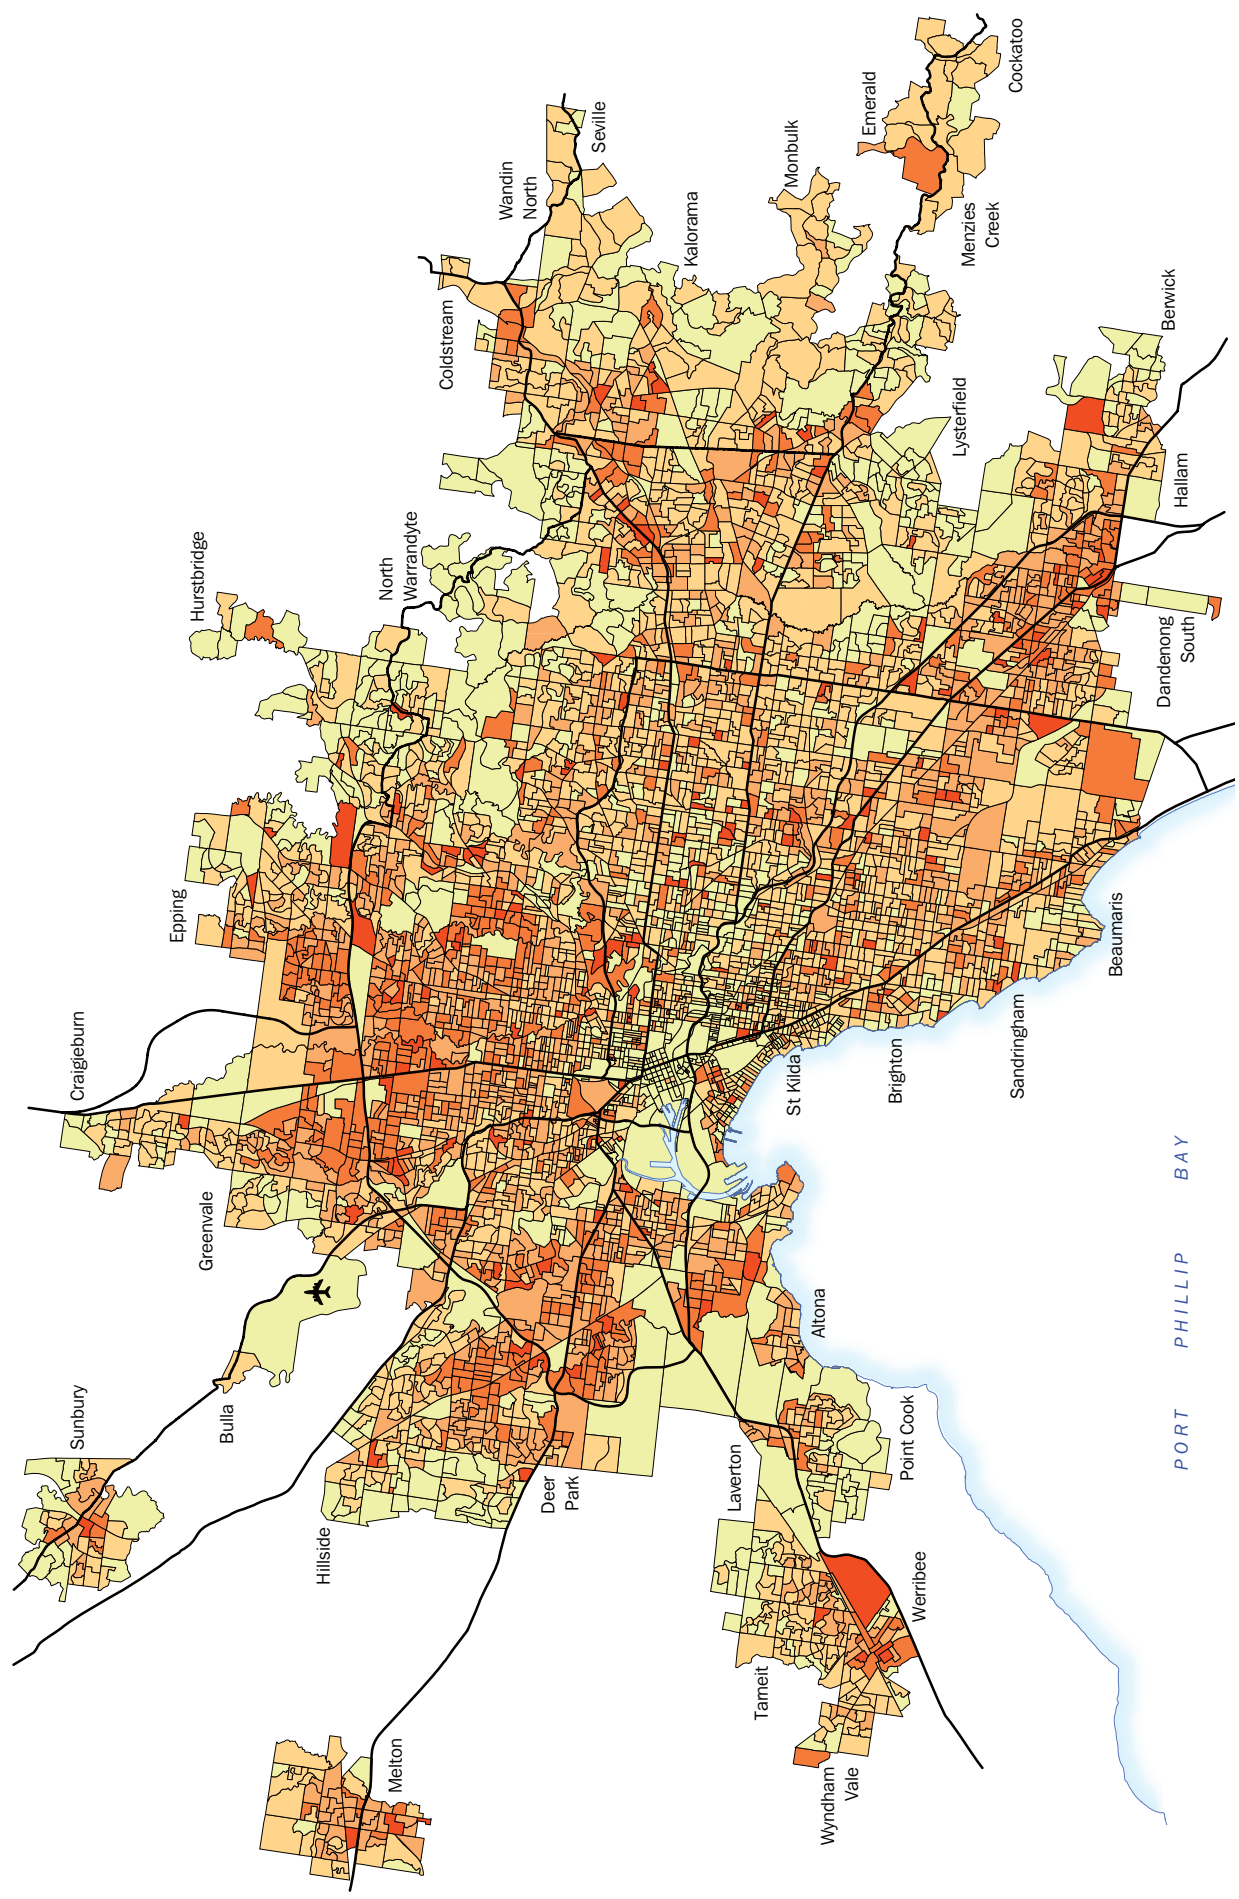 Sunbury
Craigieburn
Epping
Hurstbridge
Greenvale
Bulla
Hillside
North
Warrandyte
Melton
Coldstream
Wandin
North
Deer
Park
Seville
Kalorama
Laverton
Tarneit
Monbulk
St Kilda
Altona
Wyndham
Vale
Emerald
Brighton
Point Cook
Werribee
Lysterfield
Menzies
Creek
Cockatoo
Sandringham
Beaumaris
Dandenong
South
Berwick
Hallam
PORT PHILLIP BAY